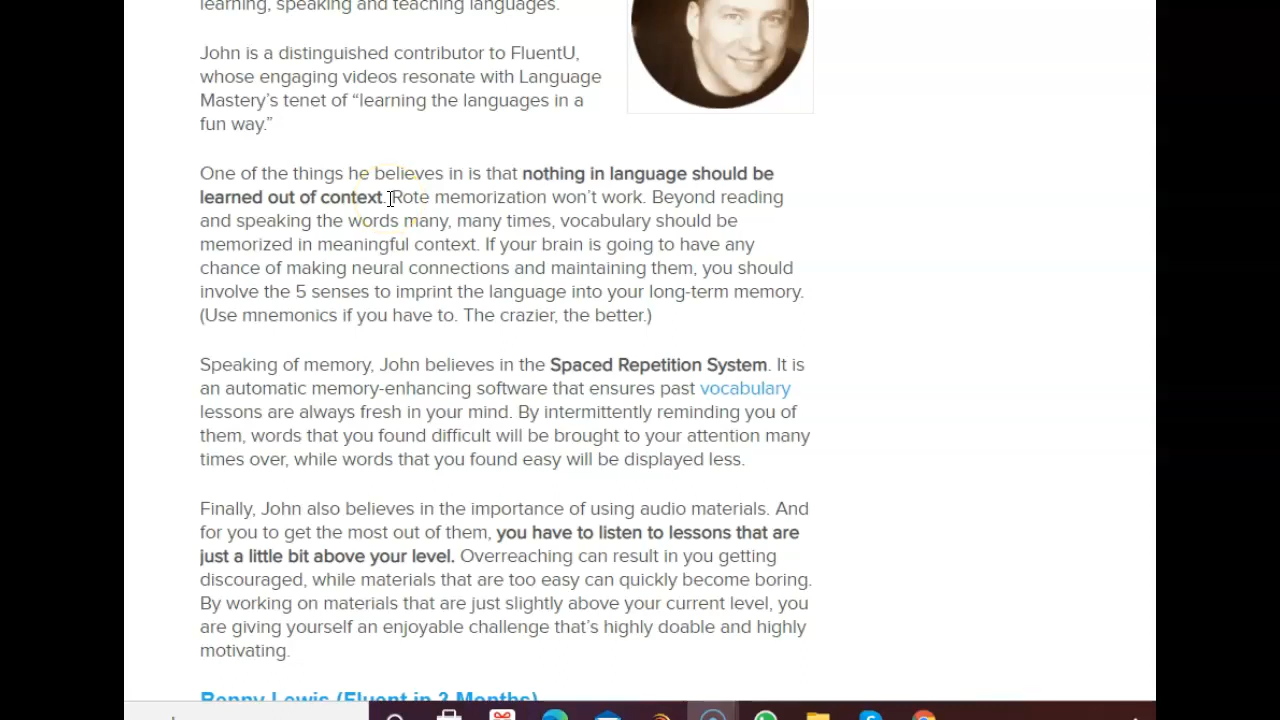 learning, speaking and teaching languages.
John is a distinguished contributor to FluentU,
whose engaging videos resonate with Language
Mastery’s tenet of “learning the languages in a
fun way.”
One of the things he believes in is that nothing in language should be
learned out of context. Rote memorization won’t work. Beyond reading
and speaking the words many, many times, vocabulary should be
memorized in meaningful context. If your brain is going to have any
chance of making neural connections and maintaining them, you should
involve the 5 senses to imprint the language into your long-term memory.
(Use mnemonics if you have to. The crazier, the better.)
Speaking of memory, John believes in the Spaced Repetition System. It is
an automatic memory-enhancing software that ensures past vocabulary
lessons are always fresh in your mind. By intermittently reminding you of
them, words that you found difficult will be brought to your attention many
times over, while words that you found easy will be displayed less.
Finally, John also believes in the importance of using audio materials. And
for you to get the most out of them, you have to listen to lessons that are
just a little bit above your level. Overreaching can result in you getting
discouraged, while materials that are too easy can quickly become boring.
By working on materials that are just slightly above your current level, you
are giving yourself an enjoyable challenge that’s highly doable and highly
motivating.
Benny Lewis (Fluent in 3 Months)